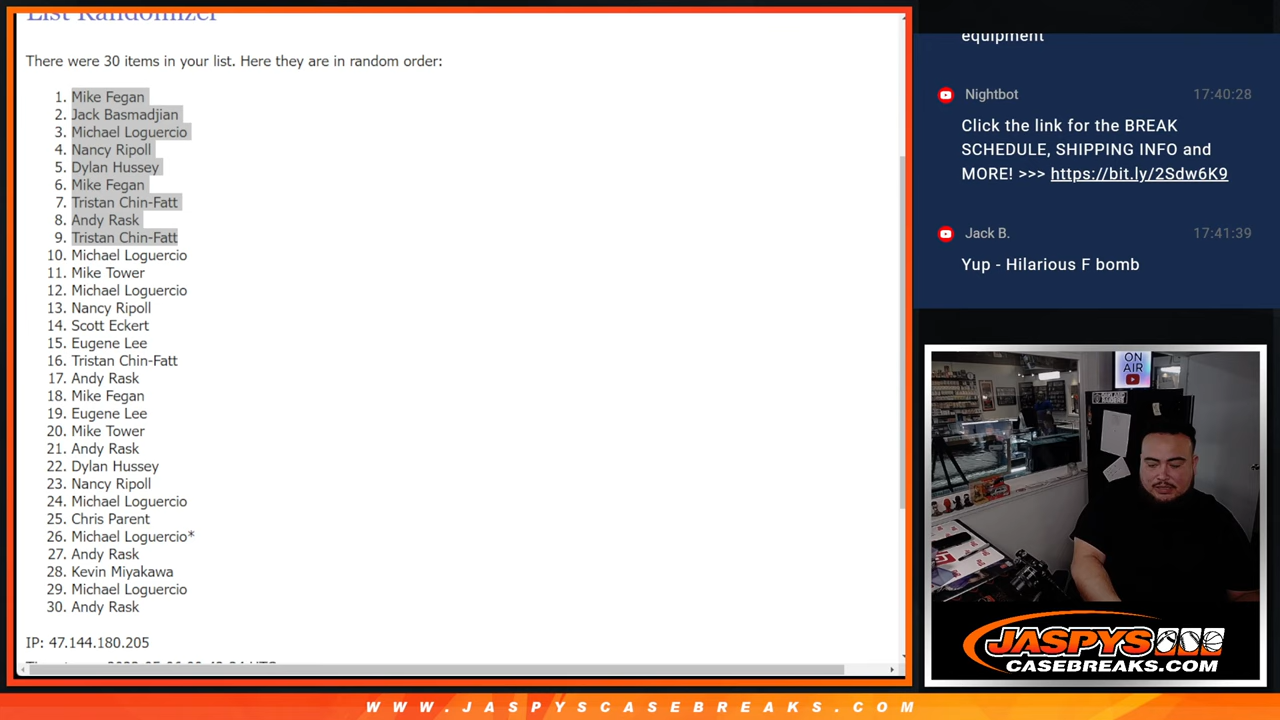 List Randomizer
There were 30 items in your list. Here they are in random order:
1. Mike Fegan
2. Jack Basmadjian
3. Michael Loguercio
4. Nancy Ripoll
5. Dylan Hussey
6. Mike Fegan
7. Tristan Chin-Fatt
8. Andy Rask
9. Tristan Chin-Fatt
10. Michael Loguercio
11. Mike Tower
12. Michael Loguercio
13. Nancy Ripoll
14. Scott Eckert
15. Eugene Lee
16. Tristan Chin-Fatt
17. Andy Rask
18. Mike Fegan
19. Eugene Lee
20. Mike Tower
21. Andy Rask
22. Dylan Hussey
23. Nancy Ripoll
24. Michael Loguercio
25. Chris Parent
26. Michael Loguercio*
27. Andy Rask
28. Kevin Miyakawa
29. Michael Loguercio
30. Andy Rask
IP: 47.144.180.205
equipment
Nightbot 17:40:28
Click the link for the BREAK
SCHEDULE, SHIPPING INFO and
MORE! >>> https://bit.ly/2Sdw6K9
Jack B. 17:41:39
Yup - Hilarious F bomb
ON
AIR
JASPYS
CASEBREAKS.COM
WWW.JASPYSCASEBREAKS.COM